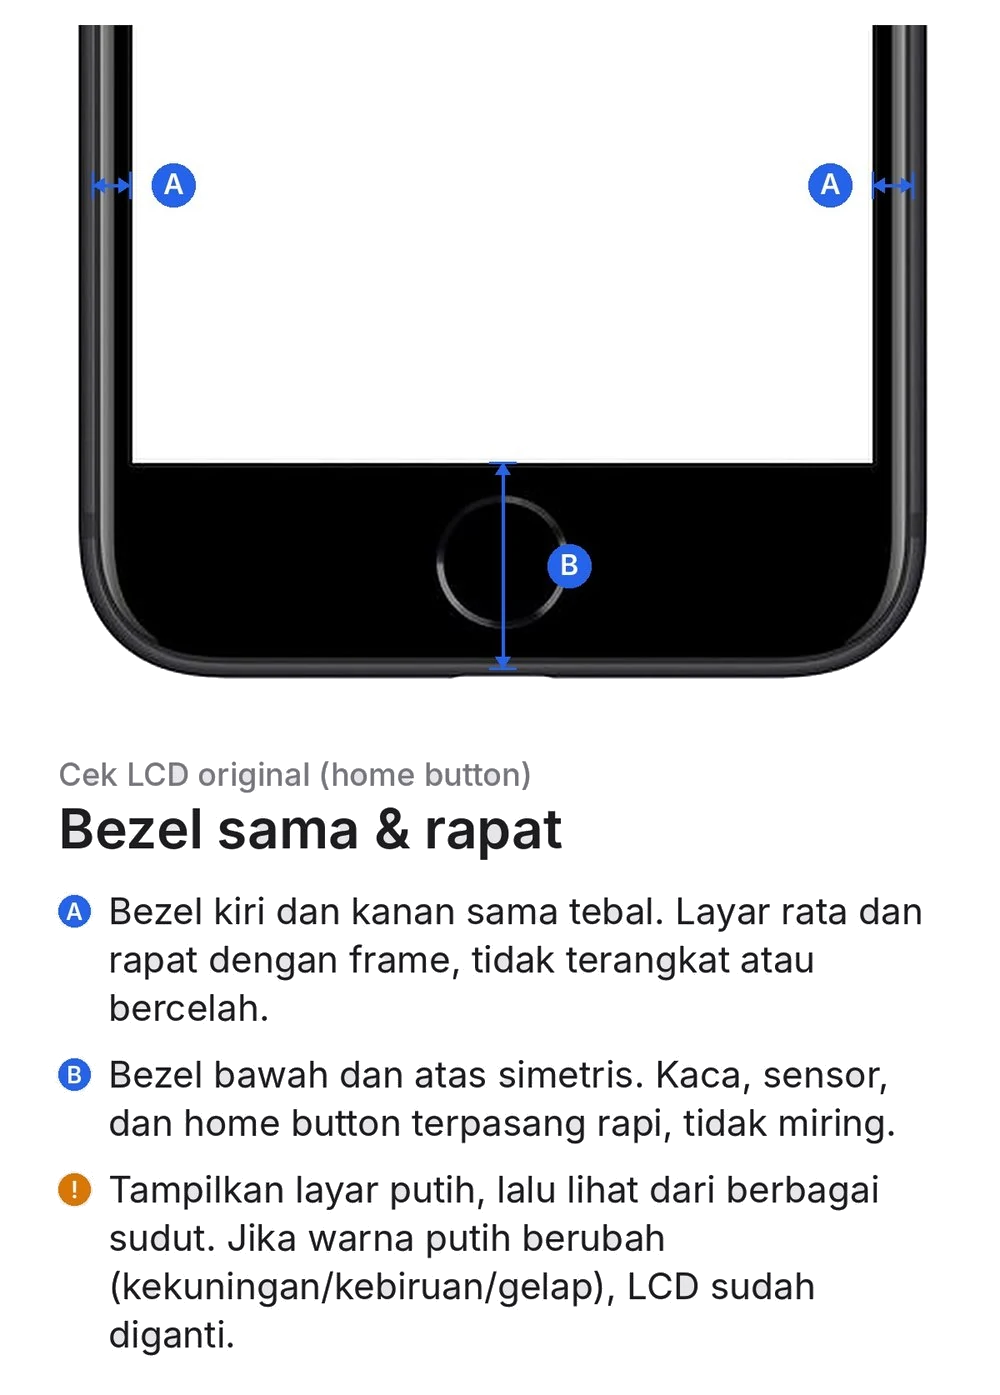 A
A
B
Cek LCD original (home button)
Bezel sama & rapat
A Bezel kiri dan kanan sama tebal. Layar rata dan
rapat dengan frame, tidak terangkat atau
bercelah.
B Bezel bawah dan atas simetris. Kaca, sensor,
dan home button terpasang rapi, tidak miring.
! Tampilkan layar putih, lalu lihat dari berbagai
sudut. Jika warna putih berubah
(kekuningan/kebiruan/gelap), LCD sudah
diganti.